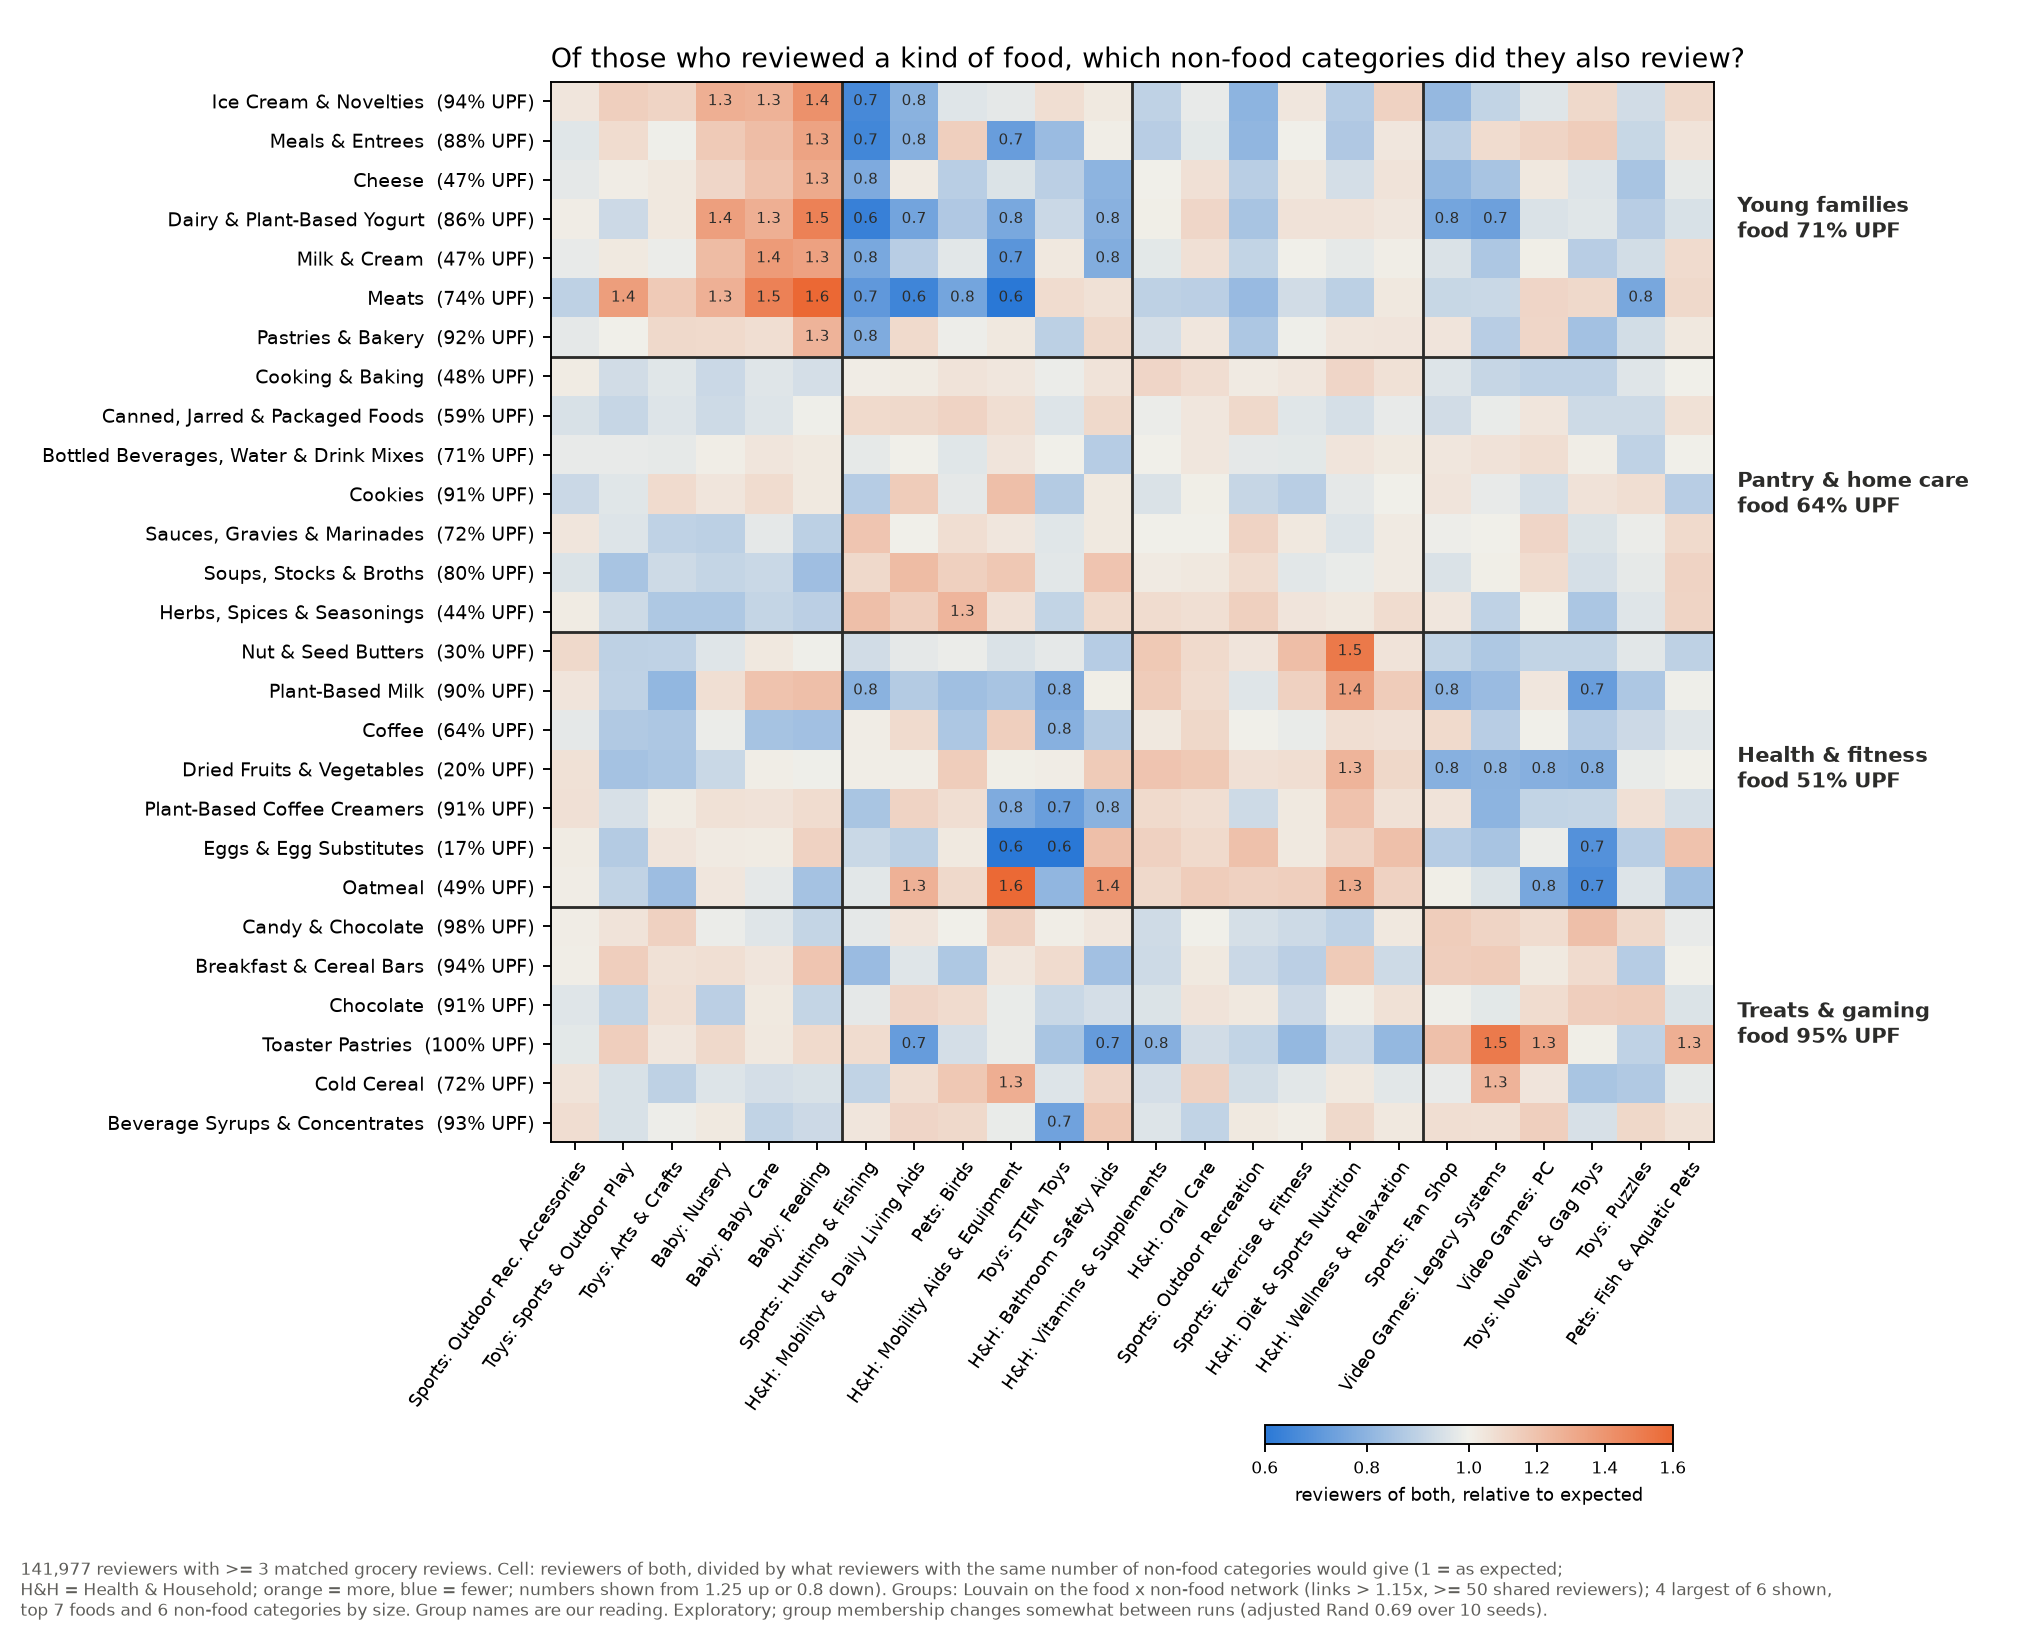 Of those who reviewed a kind of food, which non-food categories did they also review?
Ice Cream & Novelties (94% UPF) 1.3 1.3 1.4 0.7 0.8
Meals & Entrees (88% UPF) 1.3 0.7 0.8 0.7
Cheese (47% UPF) 1.3 0.8
Dairy & Plant-Based Yogurt (86% UPF) 1.4 1.3 1.5 0.6 0.7 0.8 0.8 0.8 0.7
Young families
food 71% UPF
Milk & Cream (47% UPF) 1.4 1.3 0.8 0.7 0.8
Meats (74% UPF) 1.4 1.3 1.5 1.6 0.7 0.6 0.8 0.6 0.8
Pastries & Bakery (92% UPF) 1.3 0.8
Cooking & Baking (48% UPF)
Canned, Jarred & Packaged Foods (59% UPF)
Bottled Beverages, Water & Drink Mixes (71% UPF)
Cookies (91% UPF)
Pantry & home care
food 64% UPF
Sauces, Gravies & Marinades (72% UPF)
Soups, Stocks & Broths (80% UPF)
Herbs, Spices & Seasonings (44% UPF) 1.3
Nut & Seed Butters (30% UPF) 1.5
Plant-Based Milk (90% UPF) 0.8 0.8 1.4 0.8 0.7
Coffee (64% UPF) 0.8
Dried Fruits & Vegetables (20% UPF) 1.3 0.8 0.8 0.8 0.8
Health & fitness
food 51% UPF
Plant-Based Coffee Creamers (91% UPF) 0.8 0.7 0.8
Eggs & Egg Substitutes (17% UPF) 0.6 0.6 0.7
Oatmeal (49% UPF) 1.3 1.6 1.4 1.3 0.8 0.7
Candy & Chocolate (98% UPF)
Breakfast & Cereal Bars (94% UPF)
Chocolate (91% UPF)
Treats & gaming
food 95% UPF
Toaster Pastries (100% UPF) 0.7 0.7 0.8 1.5 1.3 1.3
Cold Cereal (72% UPF) 1.3 1.3
Beverage Syrups & Concentrates (93% UPF) 0.7
Sports: Outdoor Rec. Accessories
Toys: Sports & Outdoor Play
Toys: Arts & Crafts
Baby: Nursery
Baby: Baby Care
Baby: Feeding
Sports: Hunting & Fishing
H&H: Mobility & Daily Living Aids
Pets: Birds
H&H: Mobility Aids & Equipment
Toys: STEM Toys
H&H: Bathroom Safety Aids
H&H: Vitamins & Supplements
H&H: Oral Care
Sports: Outdoor Recreation
Sports: Exercise & Fitness
H&H: Diet & Sports Nutrition
H&H: Wellness & Relaxation
Sports: Fan Shop
Video Games: Legacy Systems
Video Games: PC
Toys: Novelty & Gag Toys
Toys: Puzzles
Pets: Fish & Aquatic Pets
0.6 0.8 1.0 1.2 1.4 1.6
reviewers of both, relative to expected
141,977 reviewers with >= 3 matched grocery reviews. Cell: reviewers of both, divided by what reviewers with the same number of non-food categories would give (1 = as expected;
H&H = Health & Household; orange = more, blue = fewer; numbers shown from 1.25 up or 0.8 down). Groups: Louvain on the food x non-food network (links > 1.15x, >= 50 shared reviewers); 4 largest of 6 shown,
top 7 foods and 6 non-food categories by size. Group names are our reading. Exploratory; group membership changes somewhat between runs (adjusted Rand 0.69 over 10 seeds).